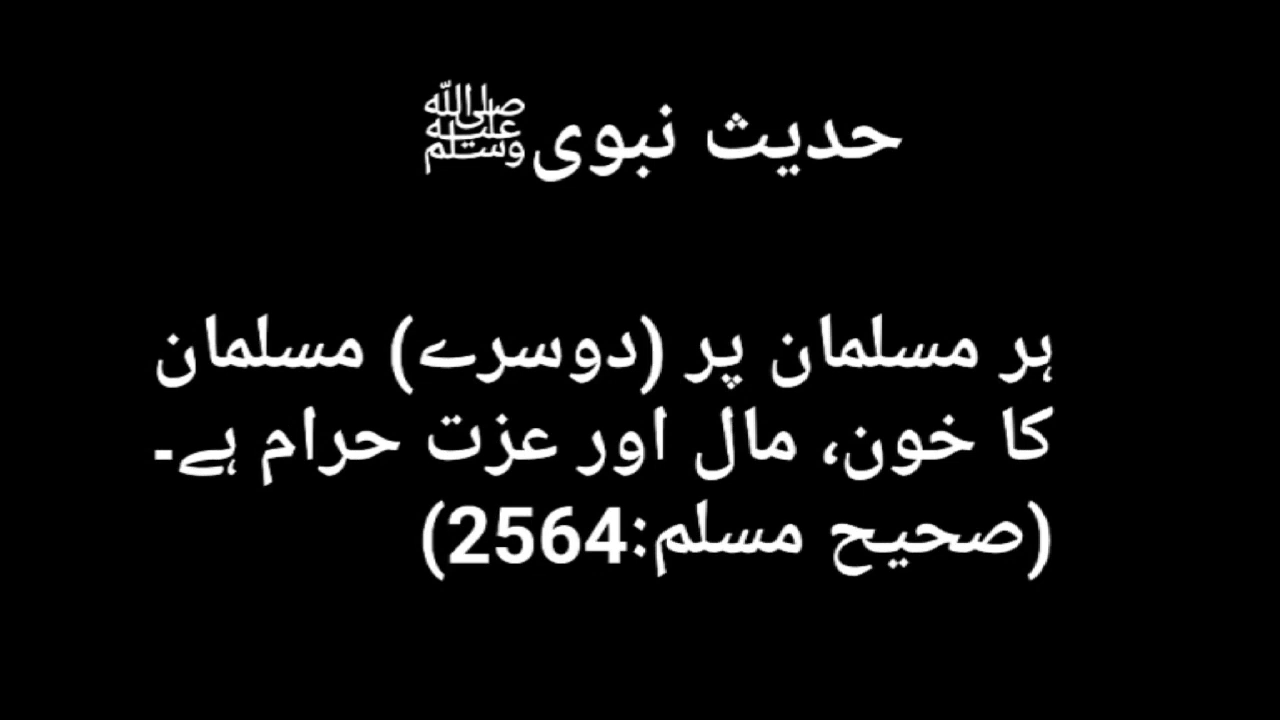 حدیث نبوی ﷺ
ہر مسلمان پر (دوسرے) مسلمان
کا خون، مال اور عزت حرام ہے۔
(صحیح مسلم:2564)